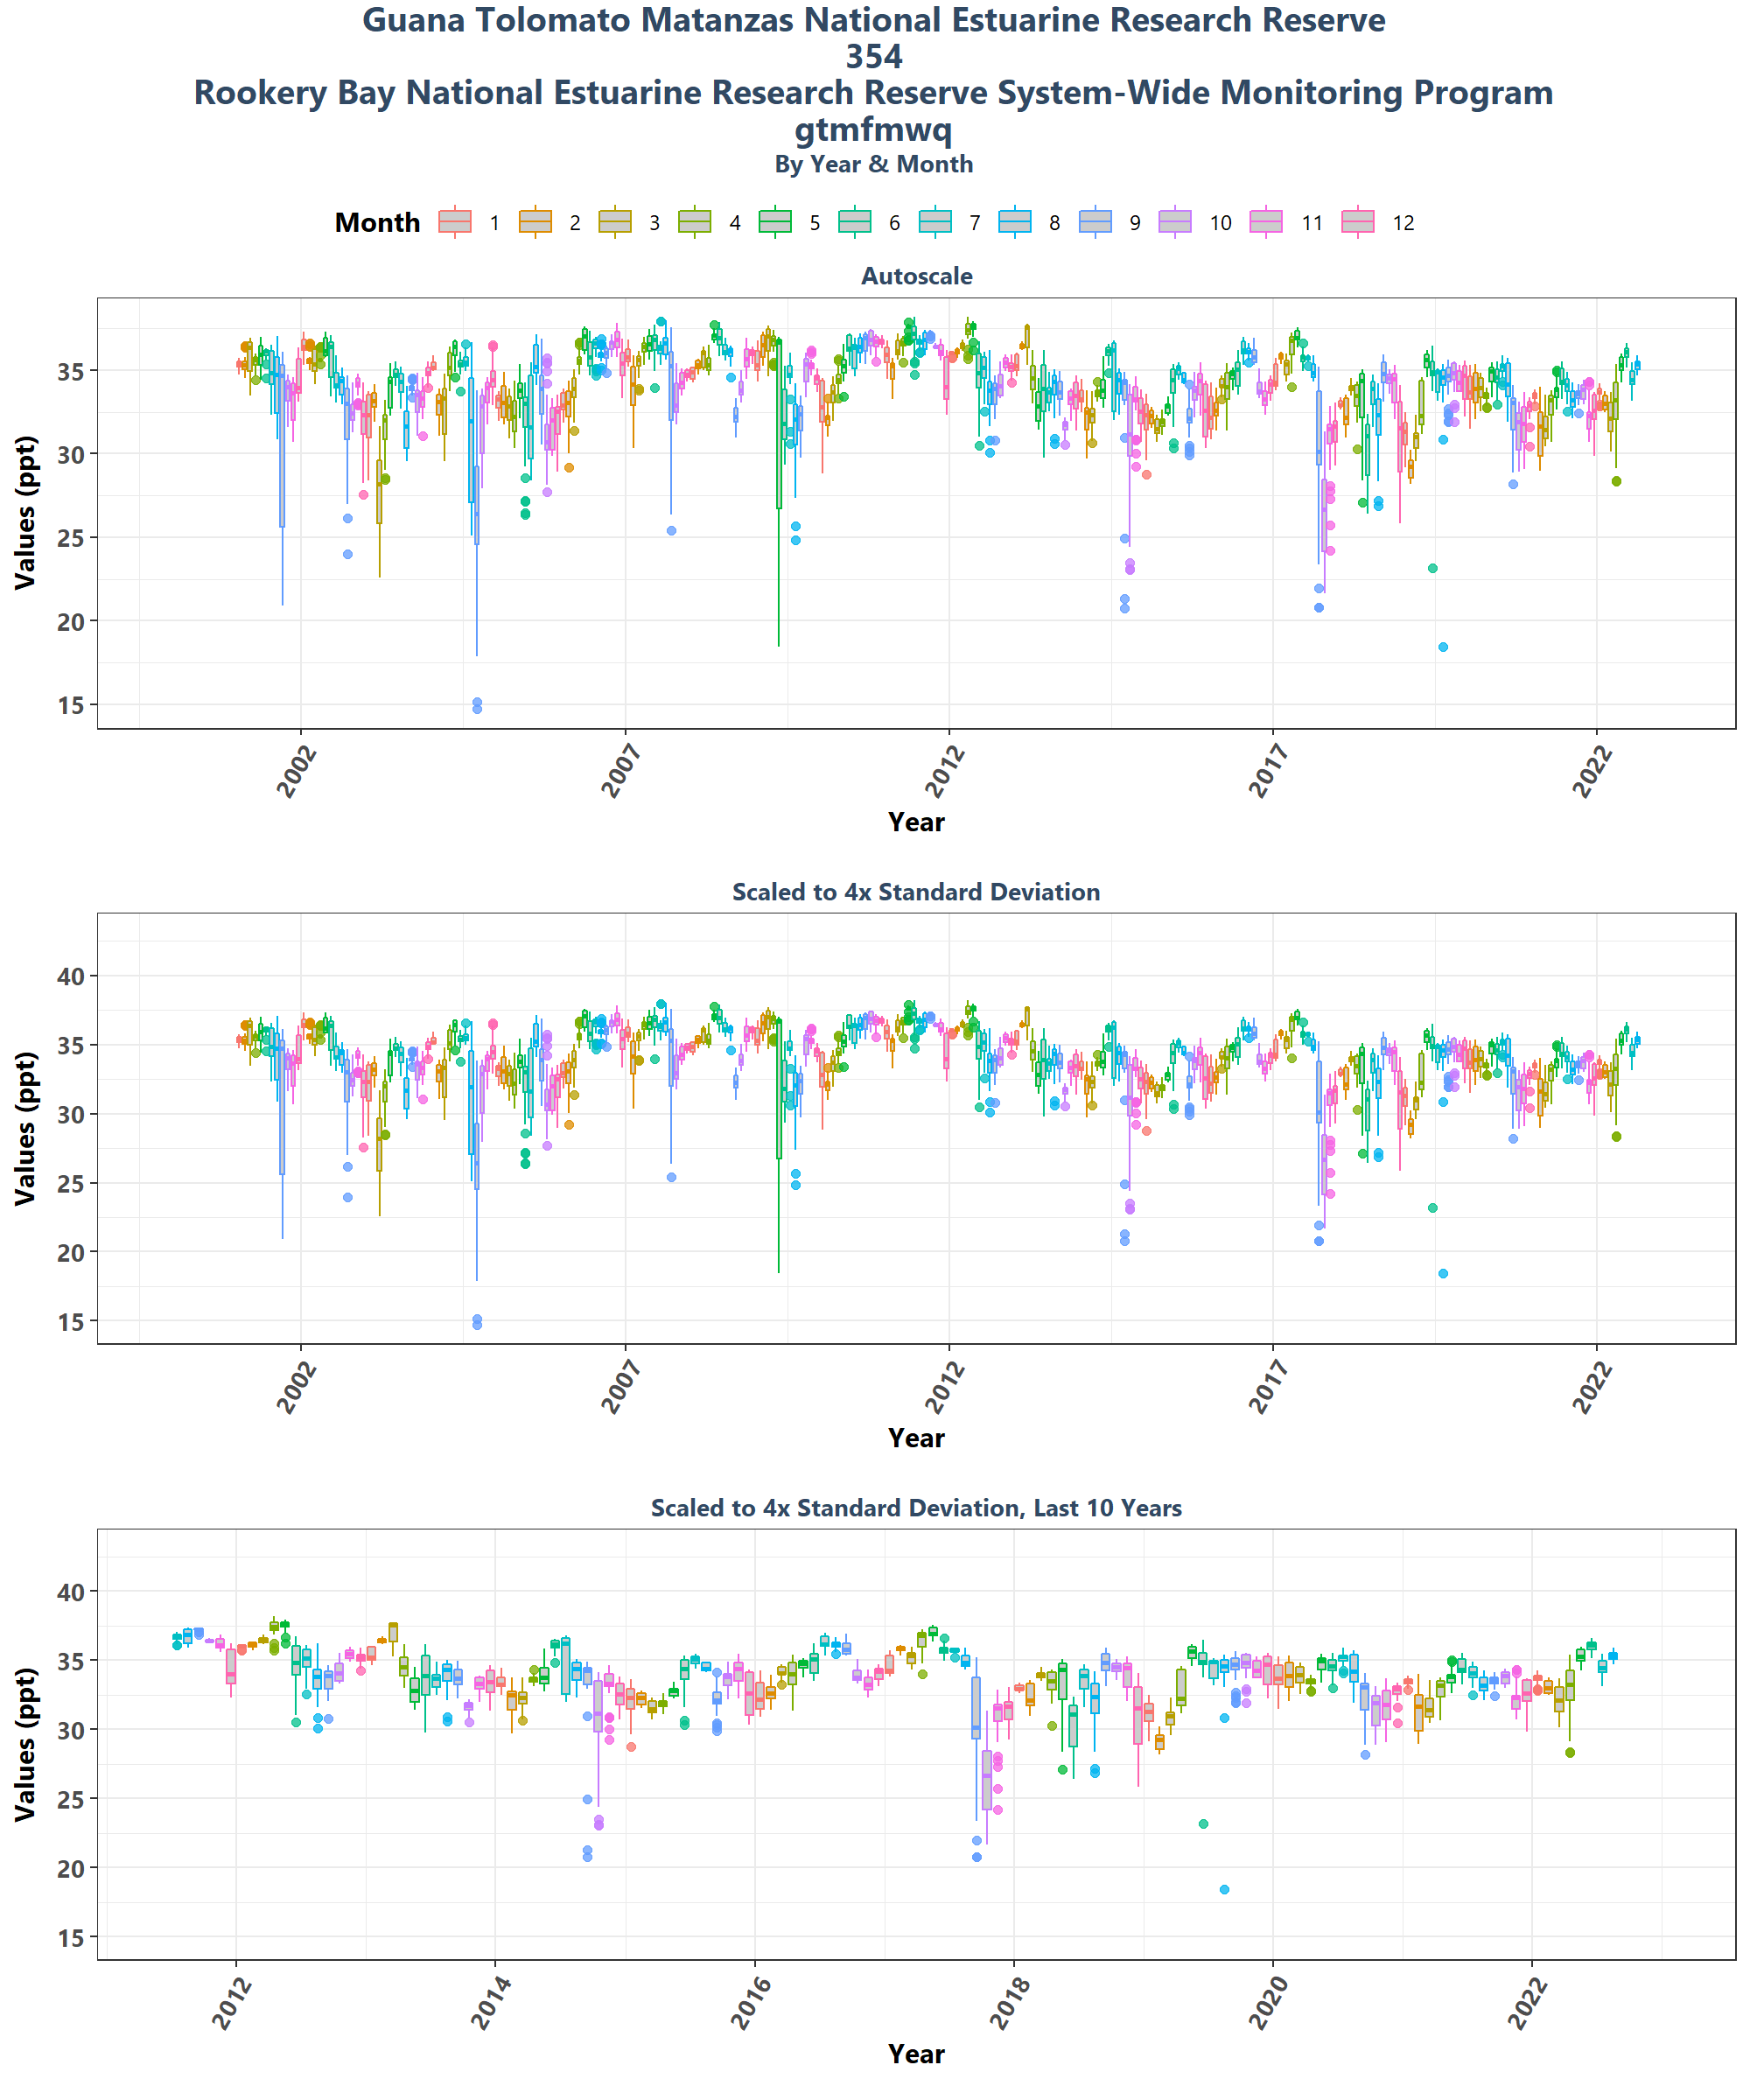 Guana Tolomato Matanzas National Estuarine Research Reserve
354
Rookery Bay National Estuarine Research Reserve System-Wide Monitoring Program
gtmfmwq
By Year & Month
Month 1 2 3 4 5 6 7 8 9 10 11 12
Autoscale
Values (ppt)
35
30
25
20
15
2002 2007 2012 2017 2022
Year
Scaled to 4x Standard Deviation
Values (ppt)
40
35
30
25
20
15
2002 2007 2012 2017 2022
Year
Scaled to 4x Standard Deviation, Last 10 Years
Values (ppt)
40
35
30
25
20
15
2012 2014 2016 2018 2020 2022
Year